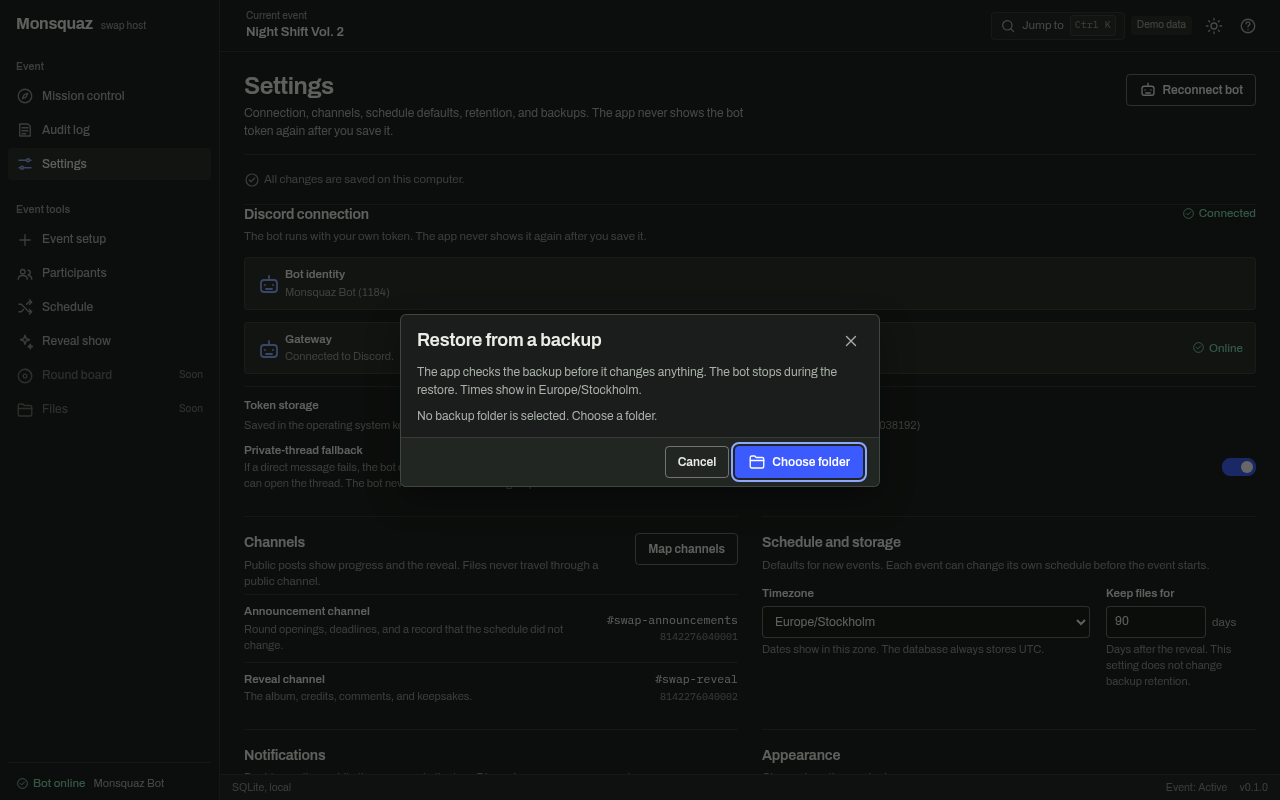 Monsquaz swap host
Event
Mission control
Audit log
Settings
Event tools
Event setup
Participants
Schedule
Reveal show
Round board Soon
Files Soon
Bot online Monsquaz Bot
Current event
Night Shift Vol. 2
Jump to Ctrl K
Demo data
Settings
Connection, channels, schedule defaults, retention, and backups. The app never shows the bot
token again after you save it.
Reconnect bot
All changes are saved on this computer.
Discord connection
Connected
The bot runs with your own token. The app never shows it again after you save it.
Bot identity
Monsquaz Bot (1184)
Gateway
Connected to Discord.
Online
Token storage
Saved in the operating system
038192)
Private-thread fallback
If a direct message fails, the bot
can open the thread. The bot
Restore from a backup
The app checks the backup before it changes anything. The bot stops during the
restore. Times show in Europe/Stockholm.
No backup folder is selected. Choose a folder.
Cancel
Choose folder
Channels
Map channels
Public posts show progress and the reveal. Files never travel through a
public channel.
Announcement channel
Round openings, deadlines, and a record that the schedule did not
change.
#swap-announcements
8142276040001
Reveal channel
The album, credits, comments, and keepsakes.
#swap-reveal
8142276040002
Schedule and storage
Defaults for new events. Each event can change its own schedule before the event starts.
Timezone
Europe/Stockholm
Dates show in this zone. The database always stores UTC.
Keep files for
90 days
Days after the reveal. This
setting does not change
backup retention.
Notifications
Appearance
SQLite, local
Event: Active v0.1.0